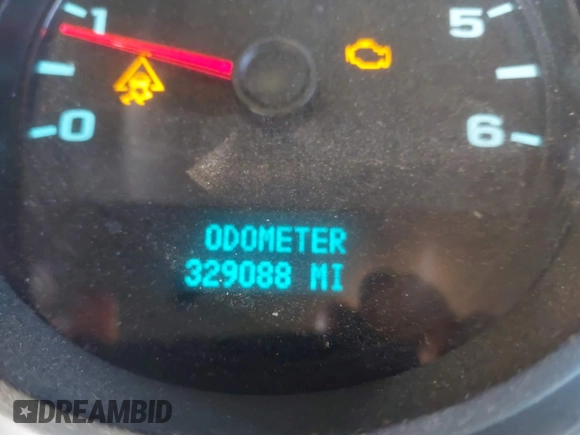 1 5
0 6
ODOMETER
329088 MI
DREAMBID